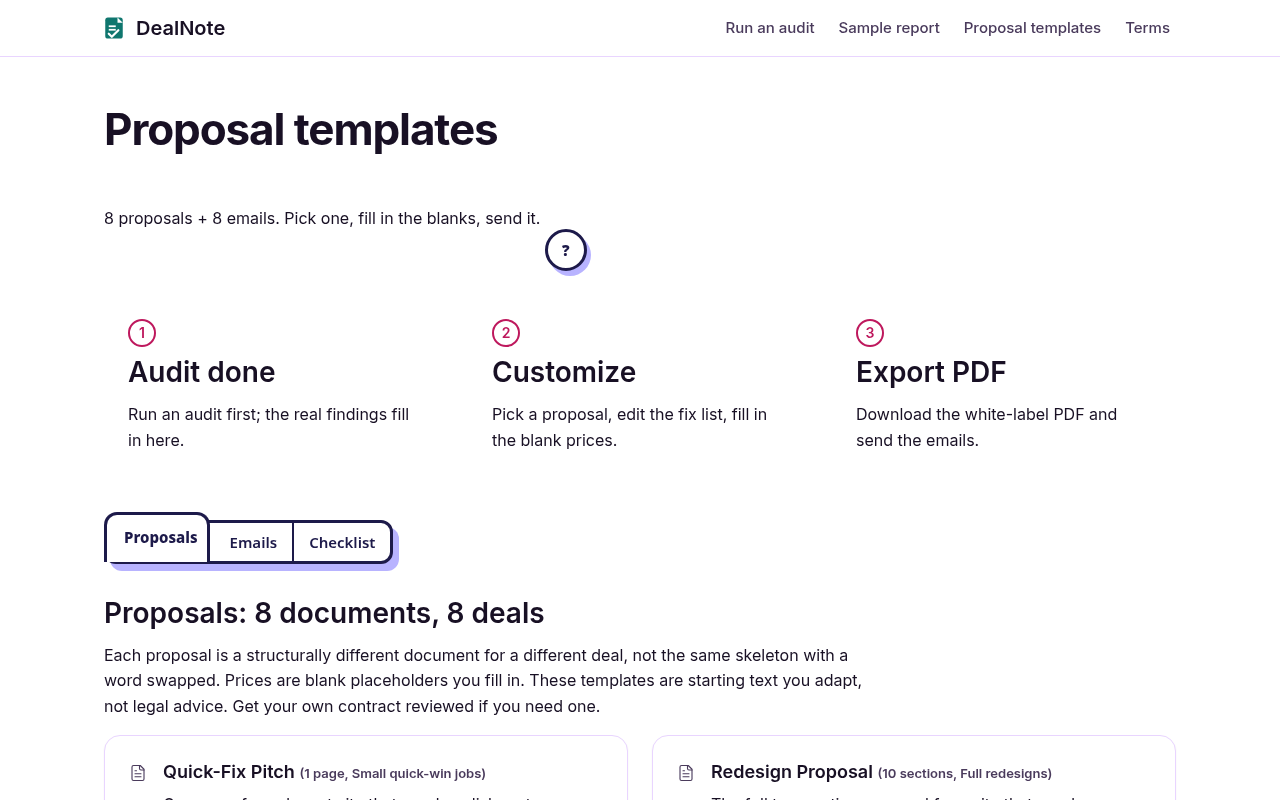 DealNote
Run an audit
Sample report
Proposal templates
Terms
Proposal templates
8 proposals + 8 emails. Pick one, fill in the blanks, send it.
?
1
Audit done
Run an audit first; the real findings fill
in here.
2
Customize
Pick a proposal, edit the fix list, fill in
the blank prices.
3
Export PDF
Download the white-label PDF and
send the emails.
Proposals
Emails
Checklist
Proposals: 8 documents, 8 deals
Each proposal is a structurally different document for a different deal, not the same skeleton with a
word swapped. Prices are blank placeholders you fill in. These templates are starting text you adapt,
not legal advice. Get your own contract reviewed if you need one.
Quick-Fix Pitch (1 page, Small quick-win jobs)
Redesign Proposal (10 sections, Full redesigns)